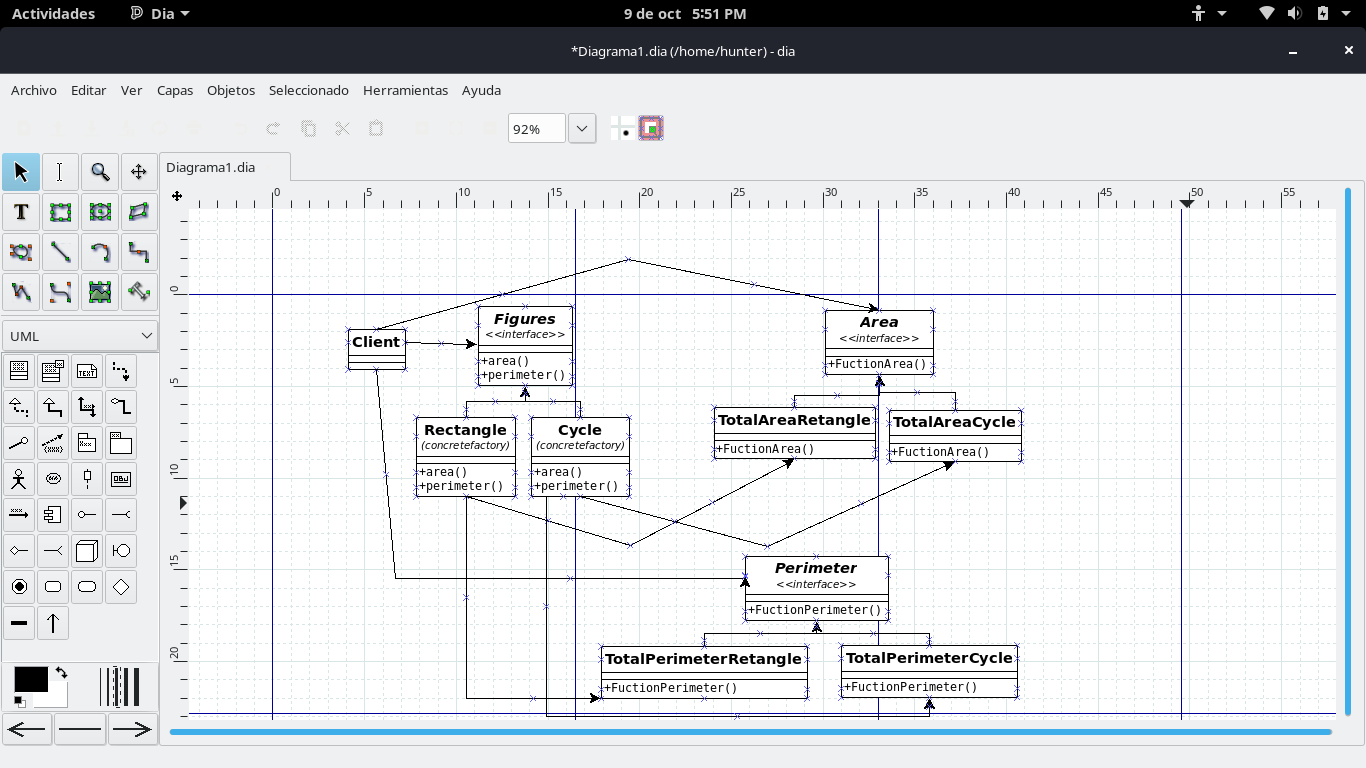 Actividades Dia 9 de oct 5:51 PM
*Diagrama1.dia (/home/hunter) - dia
Archivo Editar Ver Capas Objetos Seleccionado Herramientas Ayuda
92%
Diagrama1.dia
0 5 10 15 20 25 30 35 40 45 50 55
T
UML
0
5
10
15
20
Client
Figures
<<interface>>
+area()
+perimeter()
Area
<<interface>>
+FuctionArea()
Rectangle
(concretefactory)
+area()
+perimeter()
Cycle
(concretefactory)
+area()
+perimeter()
TotalAreaRetangle
+FuctionArea()
TotalAreaCycle
+FuctionArea()
Perimeter
<<interface>>
+FuctionPerimeter()
TotalPerimeterRetangle
+FuctionPerimeter()
TotalPerimeterCycle
+FuctionPerimeter()